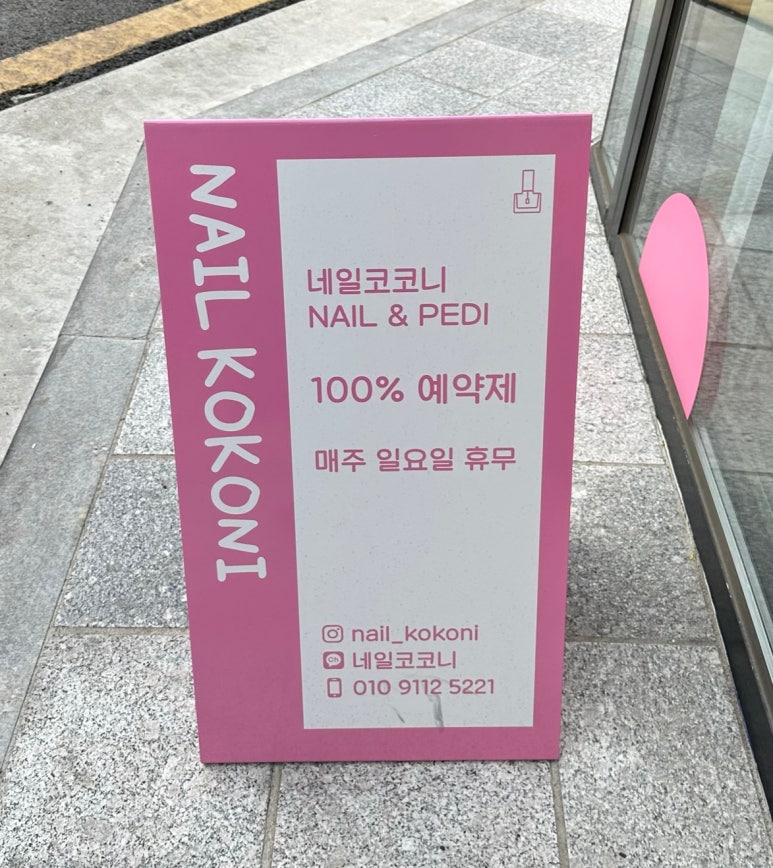 NAIL KOKONI
네일코코니
NAIL & PEDI
100% 예약제
매주 일요일 휴무
nail_kokoni
네일코코니
010 9112 5221